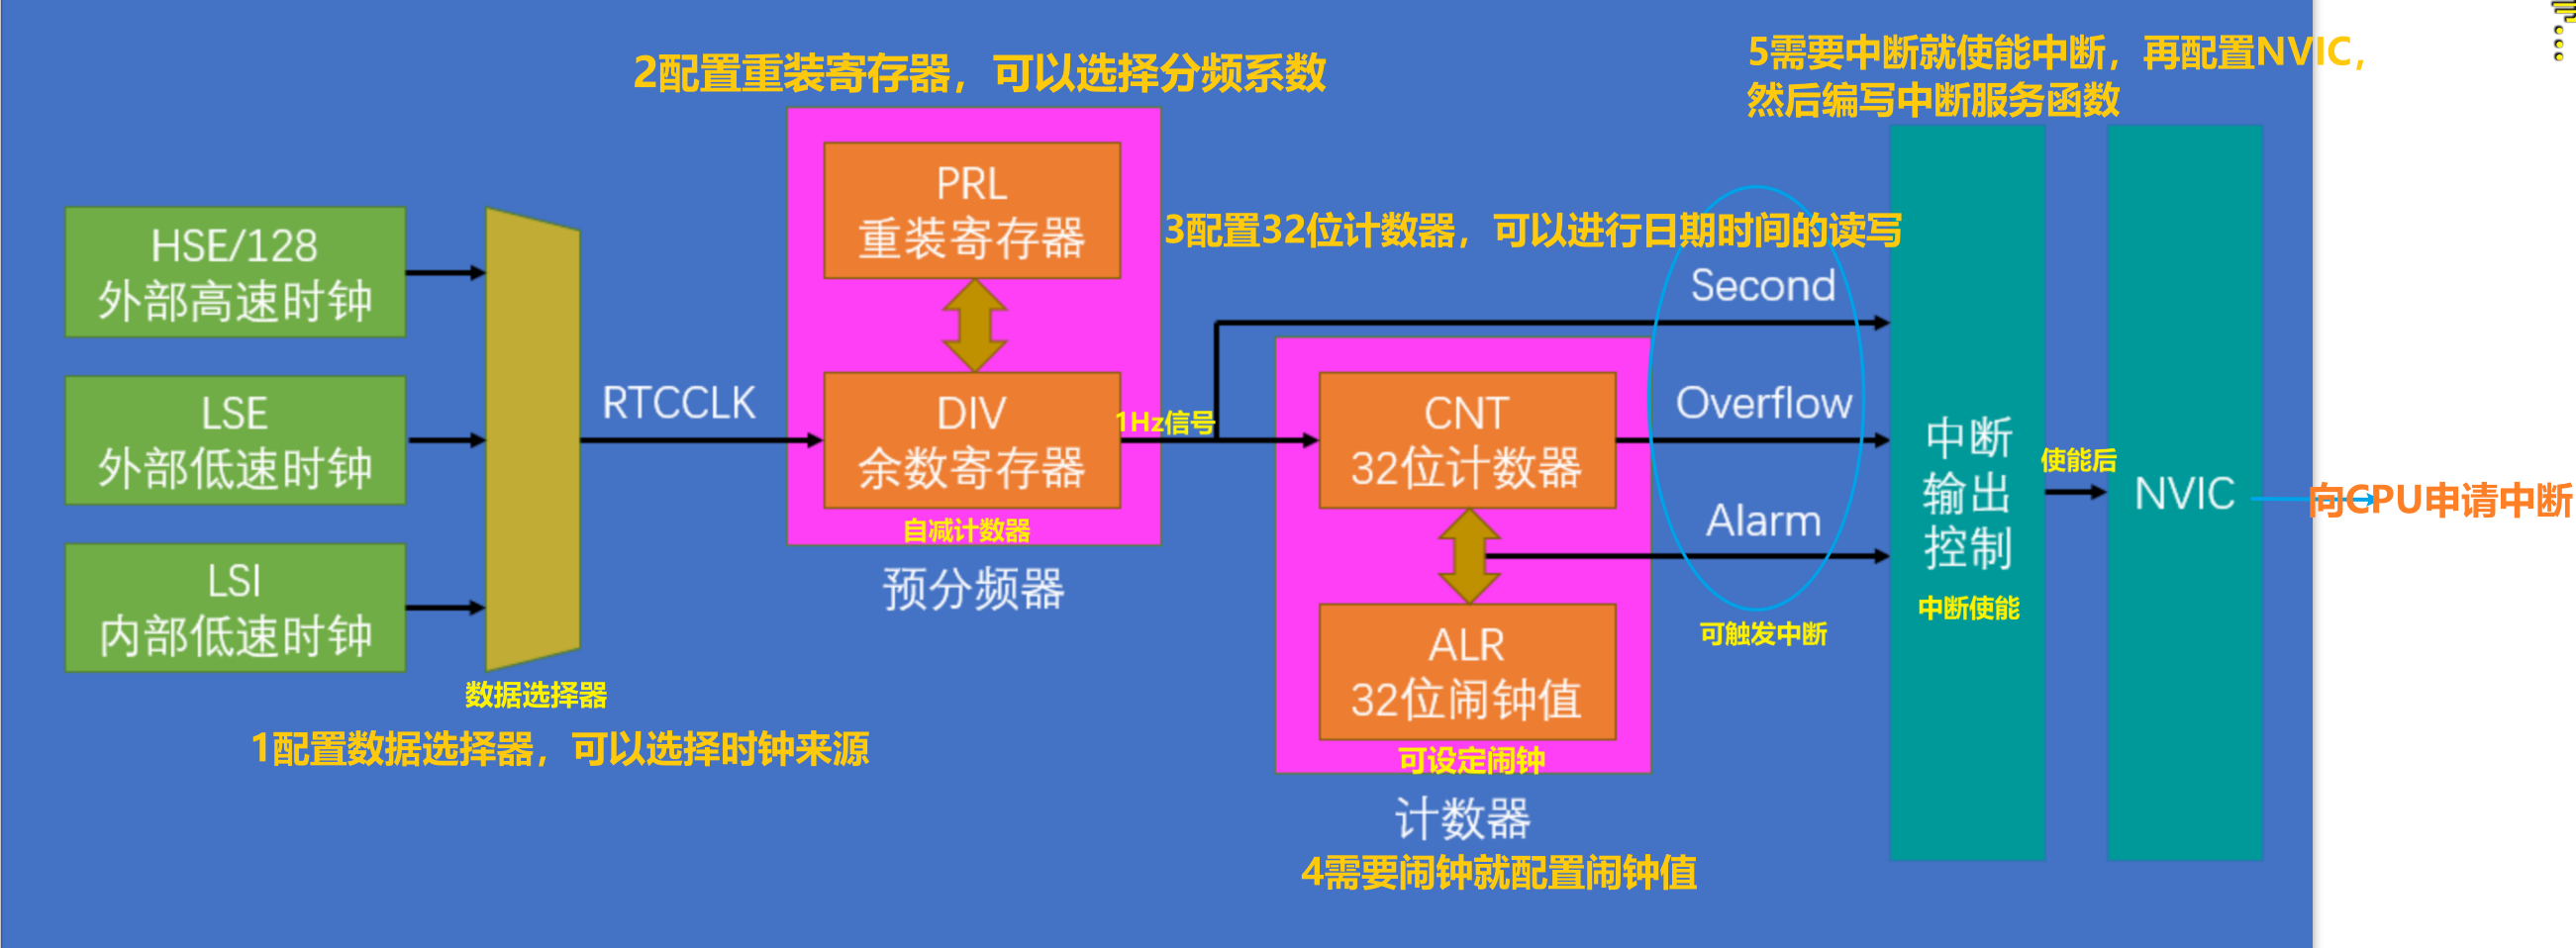 2配置重装寄存器，可以选择分频系数
5需要中断就使能中断，再配置NVIC，
然后编写中断服务函数
PRL
重装寄存器
3配置32位计数器，可以进行日期时间的读写
HSE/128
外部高速时钟
Second
LSE
外部低速时钟
RTCCLK
DIV
余数寄存器
自减计数器
1Hz信号
CNT
32位计数器
Overflow
中断
输出
控制
中断使能
使能后
NVIC
向CPU申请中断
Alarm
可触发中断
预分频器
LSI
内部低速时钟
ALR
32位闹钟值
可设定闹钟
数据选择器
1配置数据选择器，可以选择时钟来源
计数器
4需要闹钟就配置闹钟值